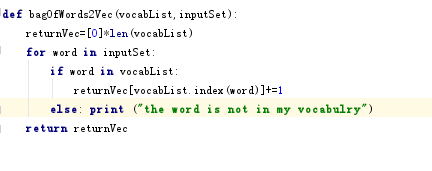 def bagOfWords2Vec(vocabList,inputSet):
returnVec=[0]*len(vocabList)
for word in inputSet:
if word in vocabList:
returnVec[vocabList.index(word)]+=1
else: print ("the word is not in my vocabulry")
return returnVec